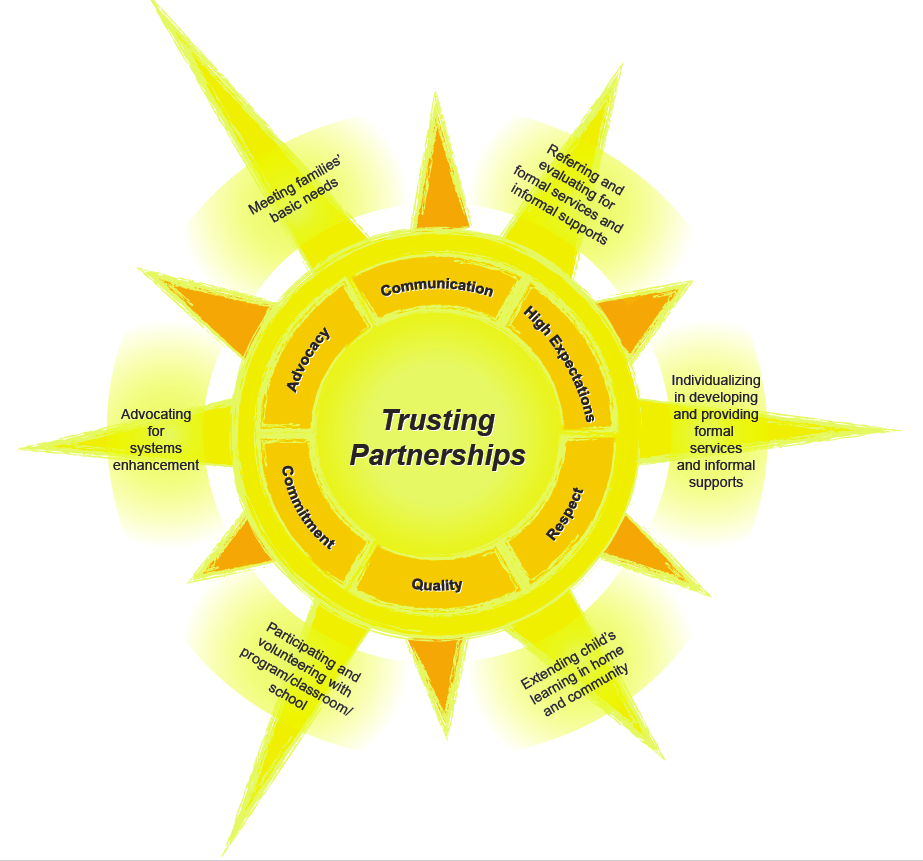 Meeting families’
basic needs
Referring and
evaluating for
formal services and
informal supports
Communication
High Expectations
Advocacy
Trusting
Partnerships
Individualizing
in developing
and providing
formal
services
and informal
supports
Advocating
for
systems
enhancement
Commitment
Respect
Quality
Participating and
volunteering with
program/classroom/
school
Extending child’s
learning in home
and community